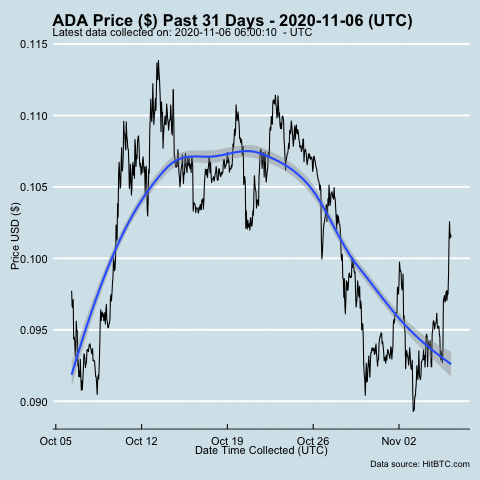 ADA Price ($) Past 31 Days - 2020-11-06 (UTC)
Latest data collected on: 2020-11-06 06:00:10  - UTC
0.115
0.110
0.105
0.100
0.095
0.090
Price USD ($)
Oct 05
Oct 12
Oct 19
Oct 26
Nov 02
Date Time Collected (UTC)
Data source: HitBTC.com